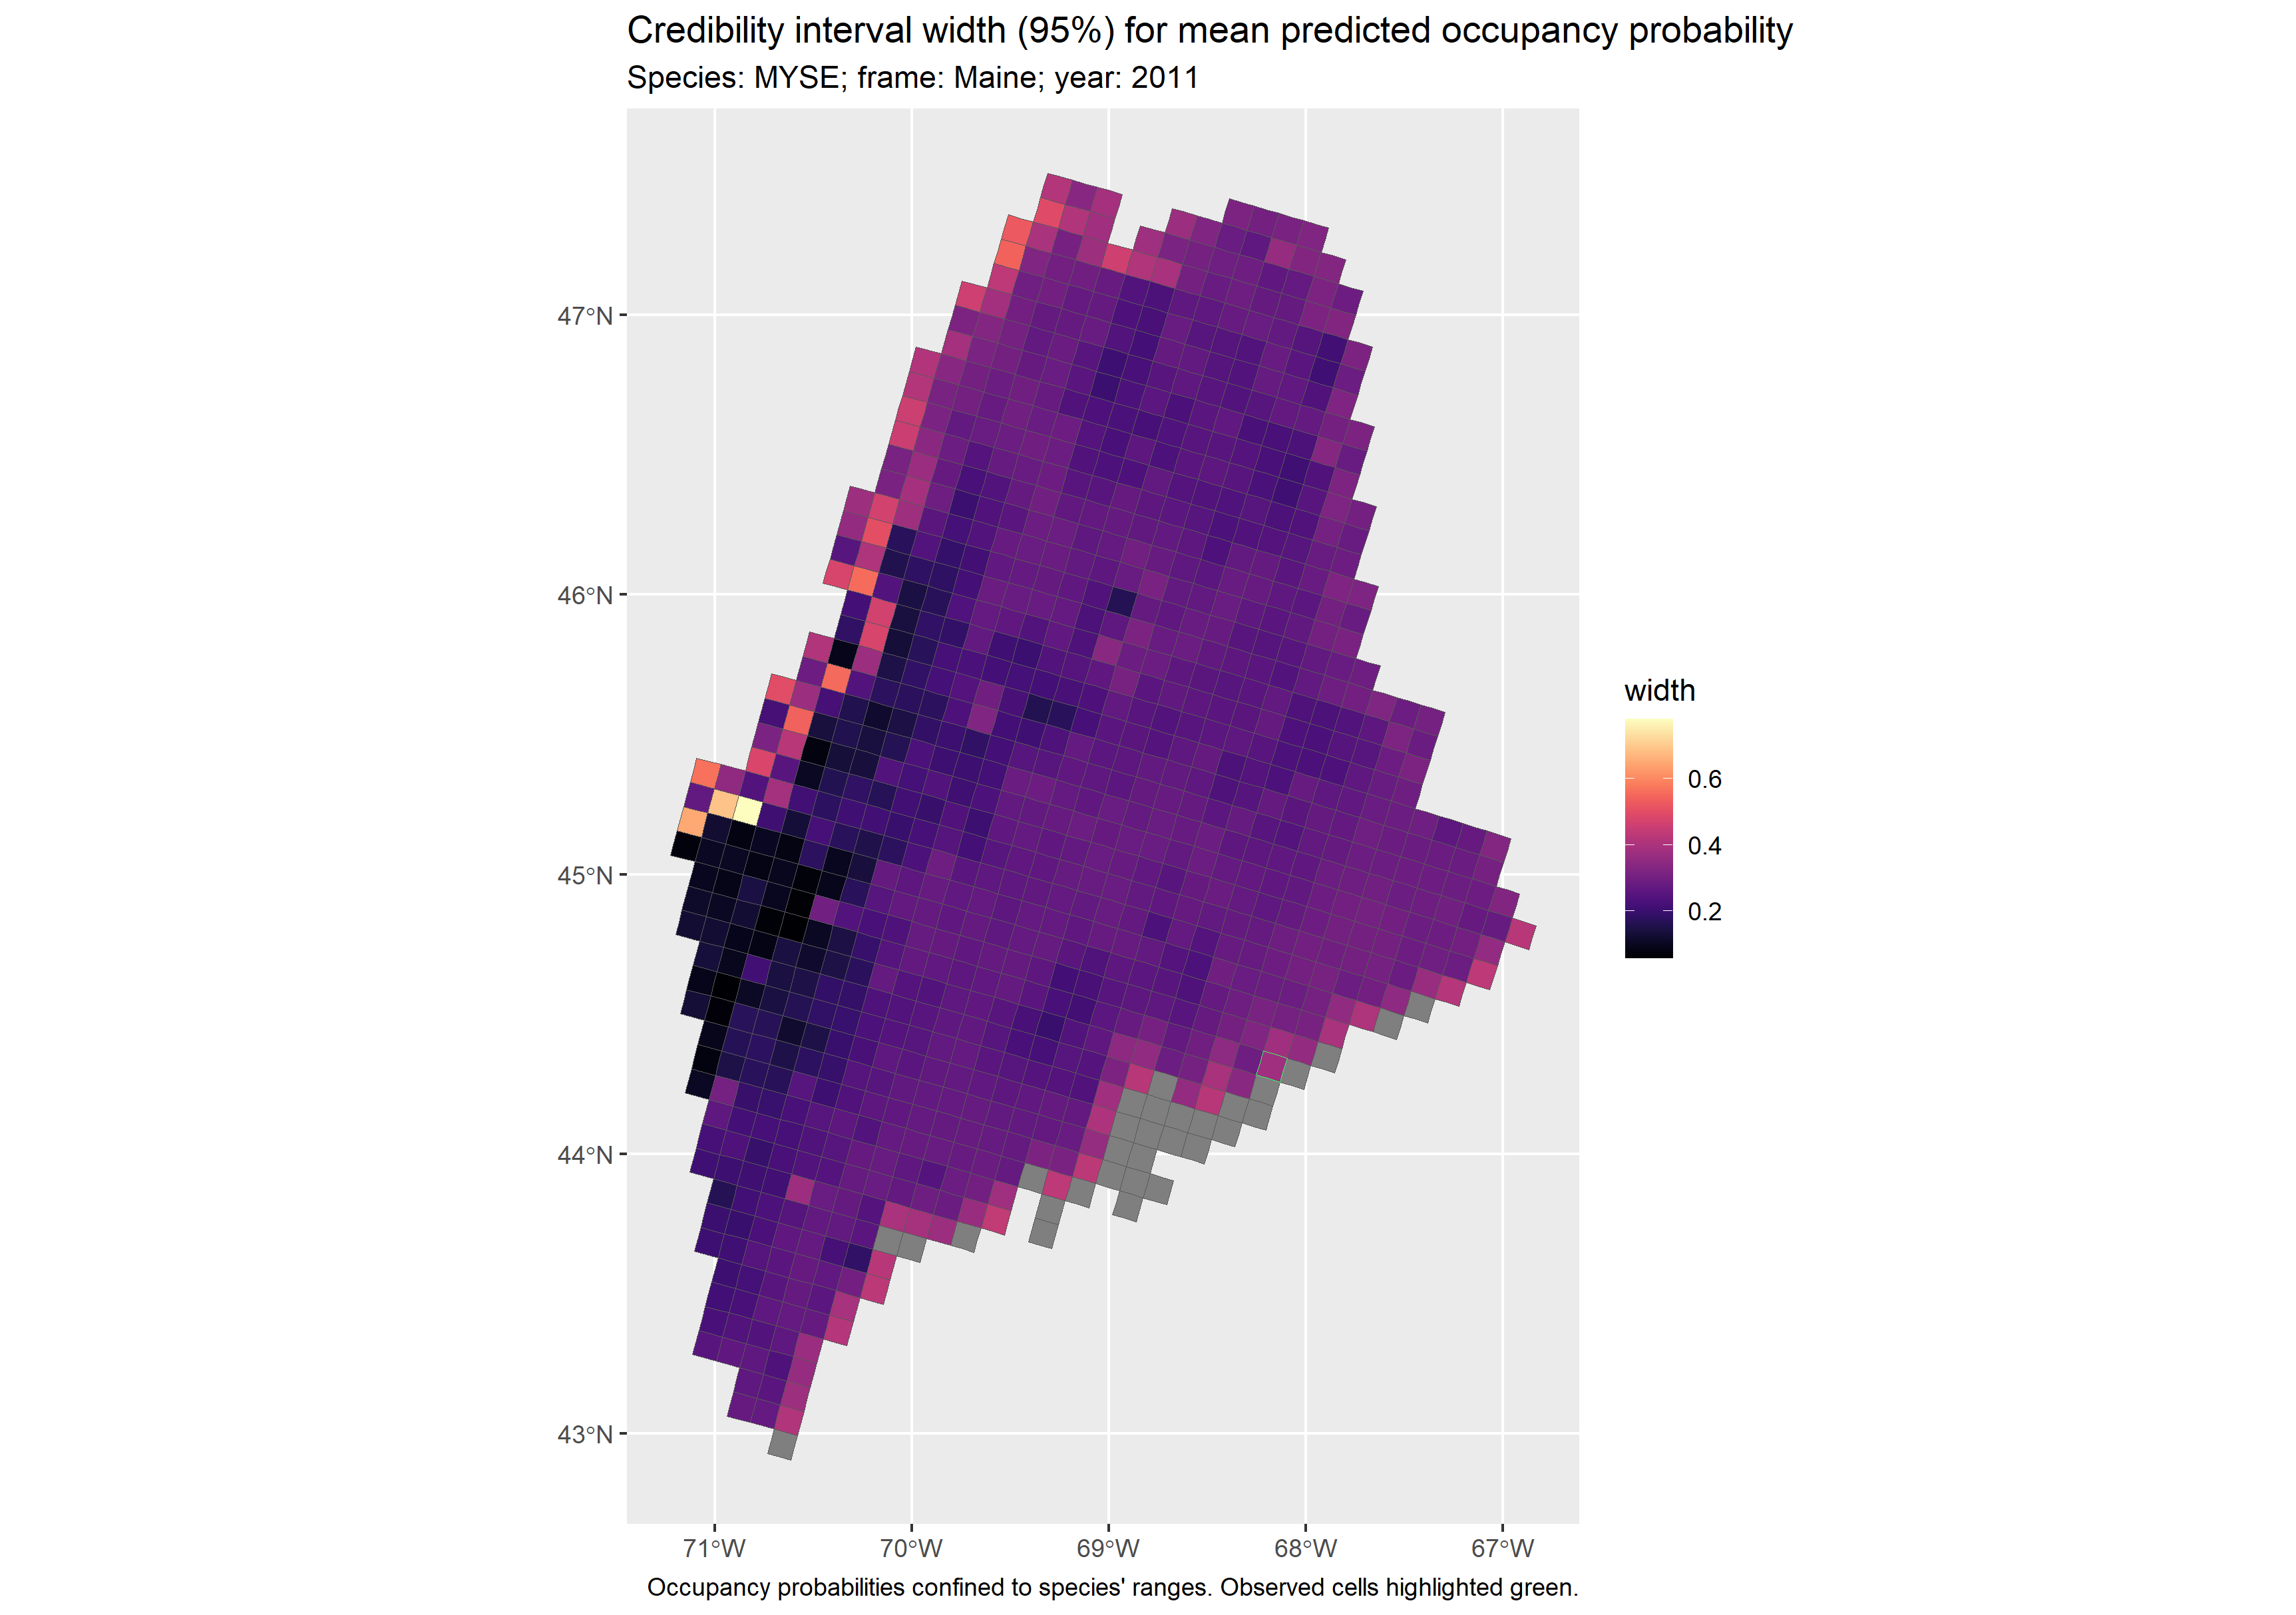 Credibility interval width (95%) for mean predicted occupancy probability
Species: MYSE; frame: Maine; year: 2011
47°N
46°N
45°N
44°N
43°N
71°W
70°W
69°W
68°W
67°W
width
0.6
0.4
0.2
Occupancy probabilities confined to species' ranges. Observed cells highlighted green.